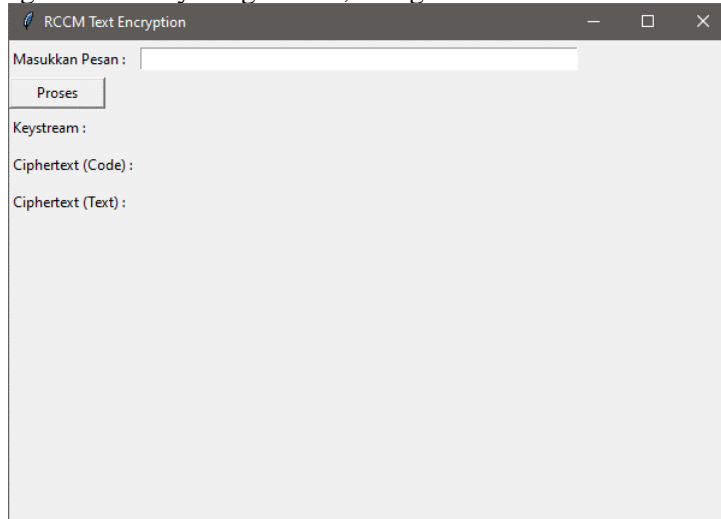 RCCM Text Encryption
Masukkan Pesan :
Proses
Keystream :
Ciphertext (Code) :
Ciphertext (Text) :